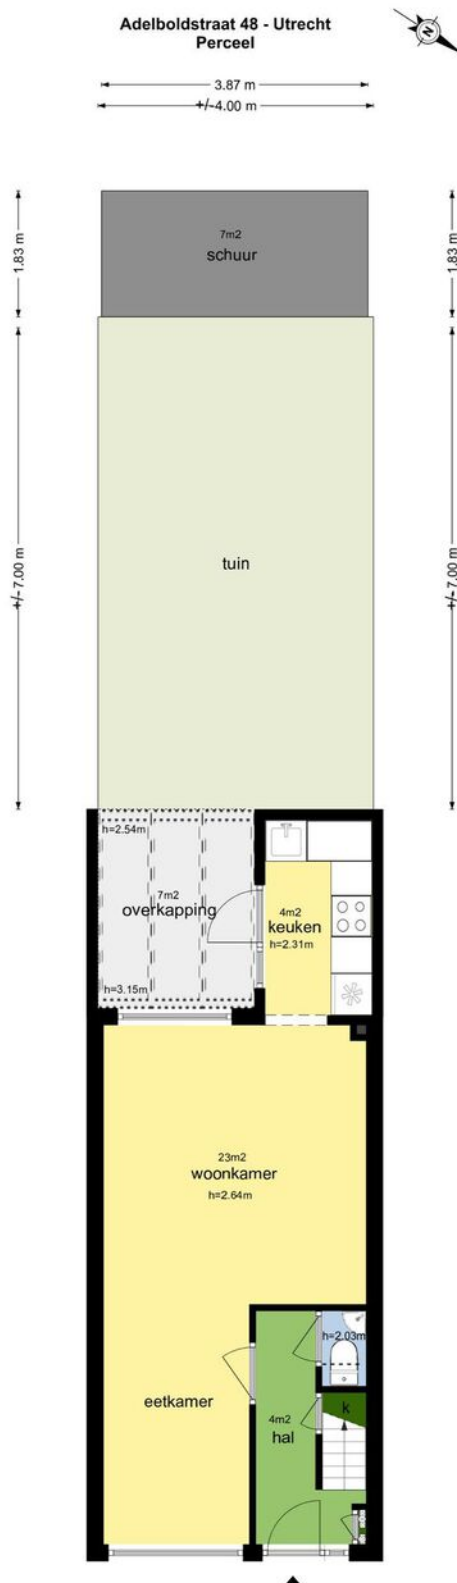 Adelboldstraat 48 - Utrecht
Perceel
N
3.87 m
+/-4.00 m
1.83 m
7m2
schuur
1.83 m
+/-7.00 m
tuin
+/-7.00 m
h=2.54m
7m2
overkapping
h=3.15m
4m2
keuken
h=2.31m
23m2
woonkamer
h=2.64m
h=2.03m
eetkamer
k
4m2
hal